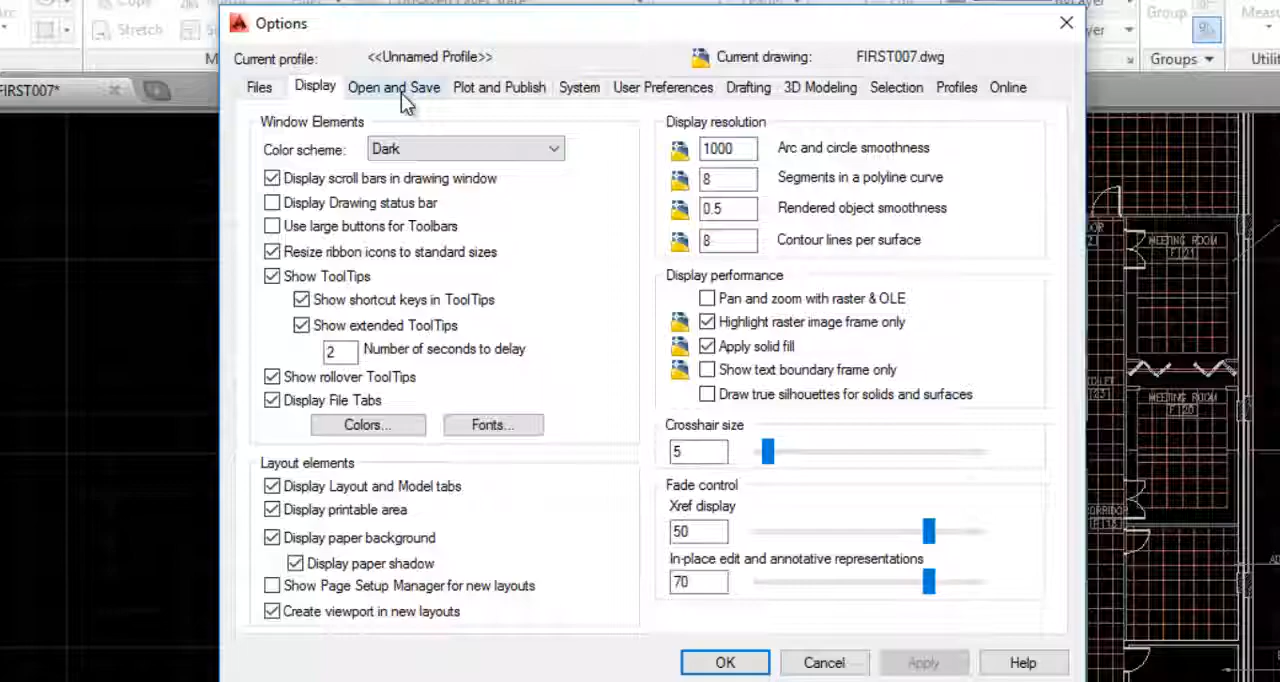 Copy
Stretch
Group
Groups
Options
Current profile: <<Unnamed Profile>> Current drawing: FIRST007.dwg
FIRST007*
Files Display Open and Save Plot and Publish System User Preferences Drafting 3D Modeling Selection Profiles Online
Window Elements
Color scheme: Dark
Display scroll bars in drawing window
Display Drawing status bar
Use large buttons for Toolbars
Resize ribbon icons to standard sizes
Show ToolTips
Show shortcut keys in ToolTips
Show extended ToolTips
2 Number of seconds to delay
Show rollover ToolTips
Display File Tabs
Colors... Fonts...
Layout elements
Display Layout and Model tabs
Display printable area
Display paper background
Display paper shadow
Show Page Setup Manager for new layouts
Create viewport in new layouts
Display resolution
1000 Arc and circle smoothness
8 Segments in a polyline curve
0.5 Rendered object smoothness
8 Contour lines per surface
Display performance
Pan and zoom with raster & OLE
Highlight raster image frame only
Apply solid fill
Show text boundary frame only
Draw true silhouettes for solids and surfaces
Crosshair size
5
Fade control
Xref display
50
In-place edit and annotative representations
70
OK Cancel Apply Help
MEETING ROOM
MEETING ROOM